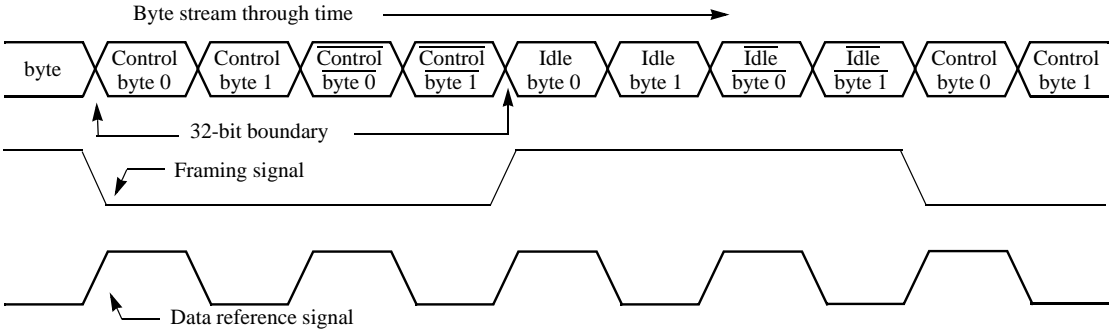 Byte stream through time
byte
Control
byte 0
Control
byte 1
Control
byte 0
Control
byte 1
Idle
byte 0
Idle
byte 1
Idle
byte 0
Idle
byte 1
Control
byte 0
Control
byte 1
32-bit boundary
Framing signal
Data reference signal